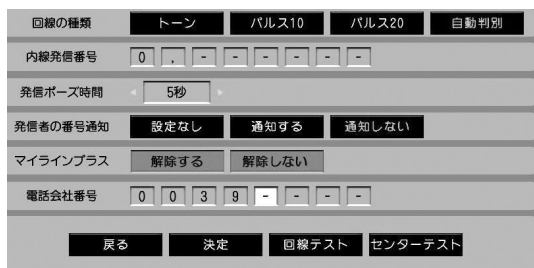 回線の種類 トーン パルス10 パルス20 自動判別
内線発信番号 0 , - - - - - -
発信ポーズ時間 5秒
発信者の番号通知 設定なし 通知する 通知しない
マイラインプラス 解除する 解除しない
電話会社番号 0 0 3 9 - - - -
戻る 決定 回線テスト センターテスト